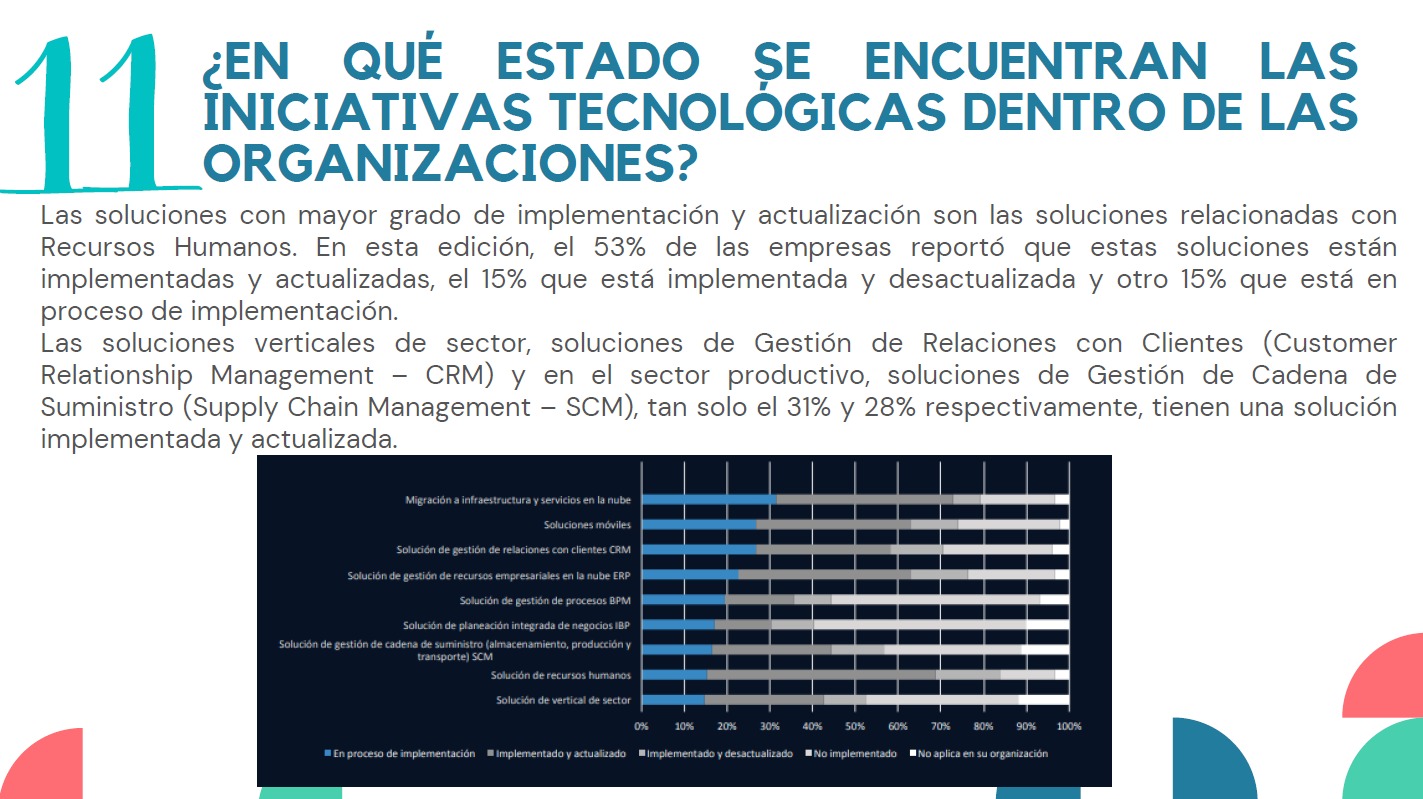 11
¿EN QUÉ ESTADO SE ENCUENTRAN LAS
INICIATIVAS TECNOLÓGICAS DENTRO DE LAS
ORGANIZACIONES?
Las soluciones con mayor grado de implementación y actualización son las soluciones relacionadas con
Recursos Humanos. En esta edición, el 53% de las empresas reportó que estas soluciones están
implementadas y actualizadas, el 15% que está implementada y desactualizada y otro 15% que está en
proceso de implementación.
Las soluciones verticales de sector, soluciones de Gestión de Relaciones con Clientes (Customer
Relationship Management – CRM) y en el sector productivo, soluciones de Gestión de Cadena de
Suministro (Supply Chain Management – SCM), tan solo el 31% y 28% respectivamente, tienen una solución
implementada y actualizada.
Migración a infraestructura y servicios en la nube
Soluciones móviles
Solución de gestión de relaciones con clientes CRM
Solución de gestión de recursos empresariales en la nube ERP
Solución de gestión de procesos BPM
Solución de planeación integrada de negocios IBP
Solución de gestión de cadena de suministro (almacenamiento, producción y
transporte) SCM
Solución de recursos humanos
Solución de vertical de sector
0% 10% 20% 30% 40% 50% 60% 70% 80% 90% 100%
En proceso de implementación Implementado y actualizado Implementado y desactualizado No implementado No aplica en su organización